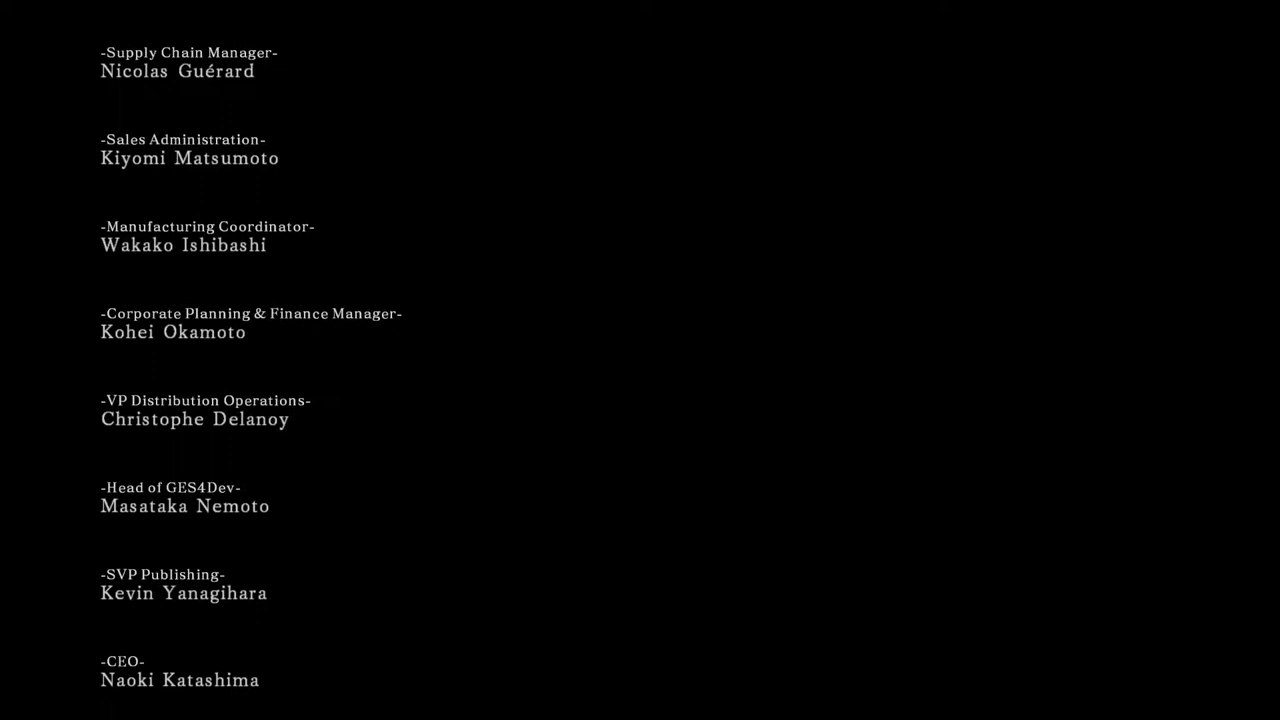 -Supply Chain Manager-
Nicolas Guérard
-Sales Administration-
Kiyomi Matsumoto
-Manufacturing Coordinator-
Wakako Ishibashi
-Corporate Planning & Finance Manager-
Kohei Okamoto
-VP Distribution Operations-
Christophe Delanoy
-Head of GES4Dev-
Masataka Nemoto
-SVP Publishing-
Kevin Yanagihara
-CEO-
Naoki Katashima